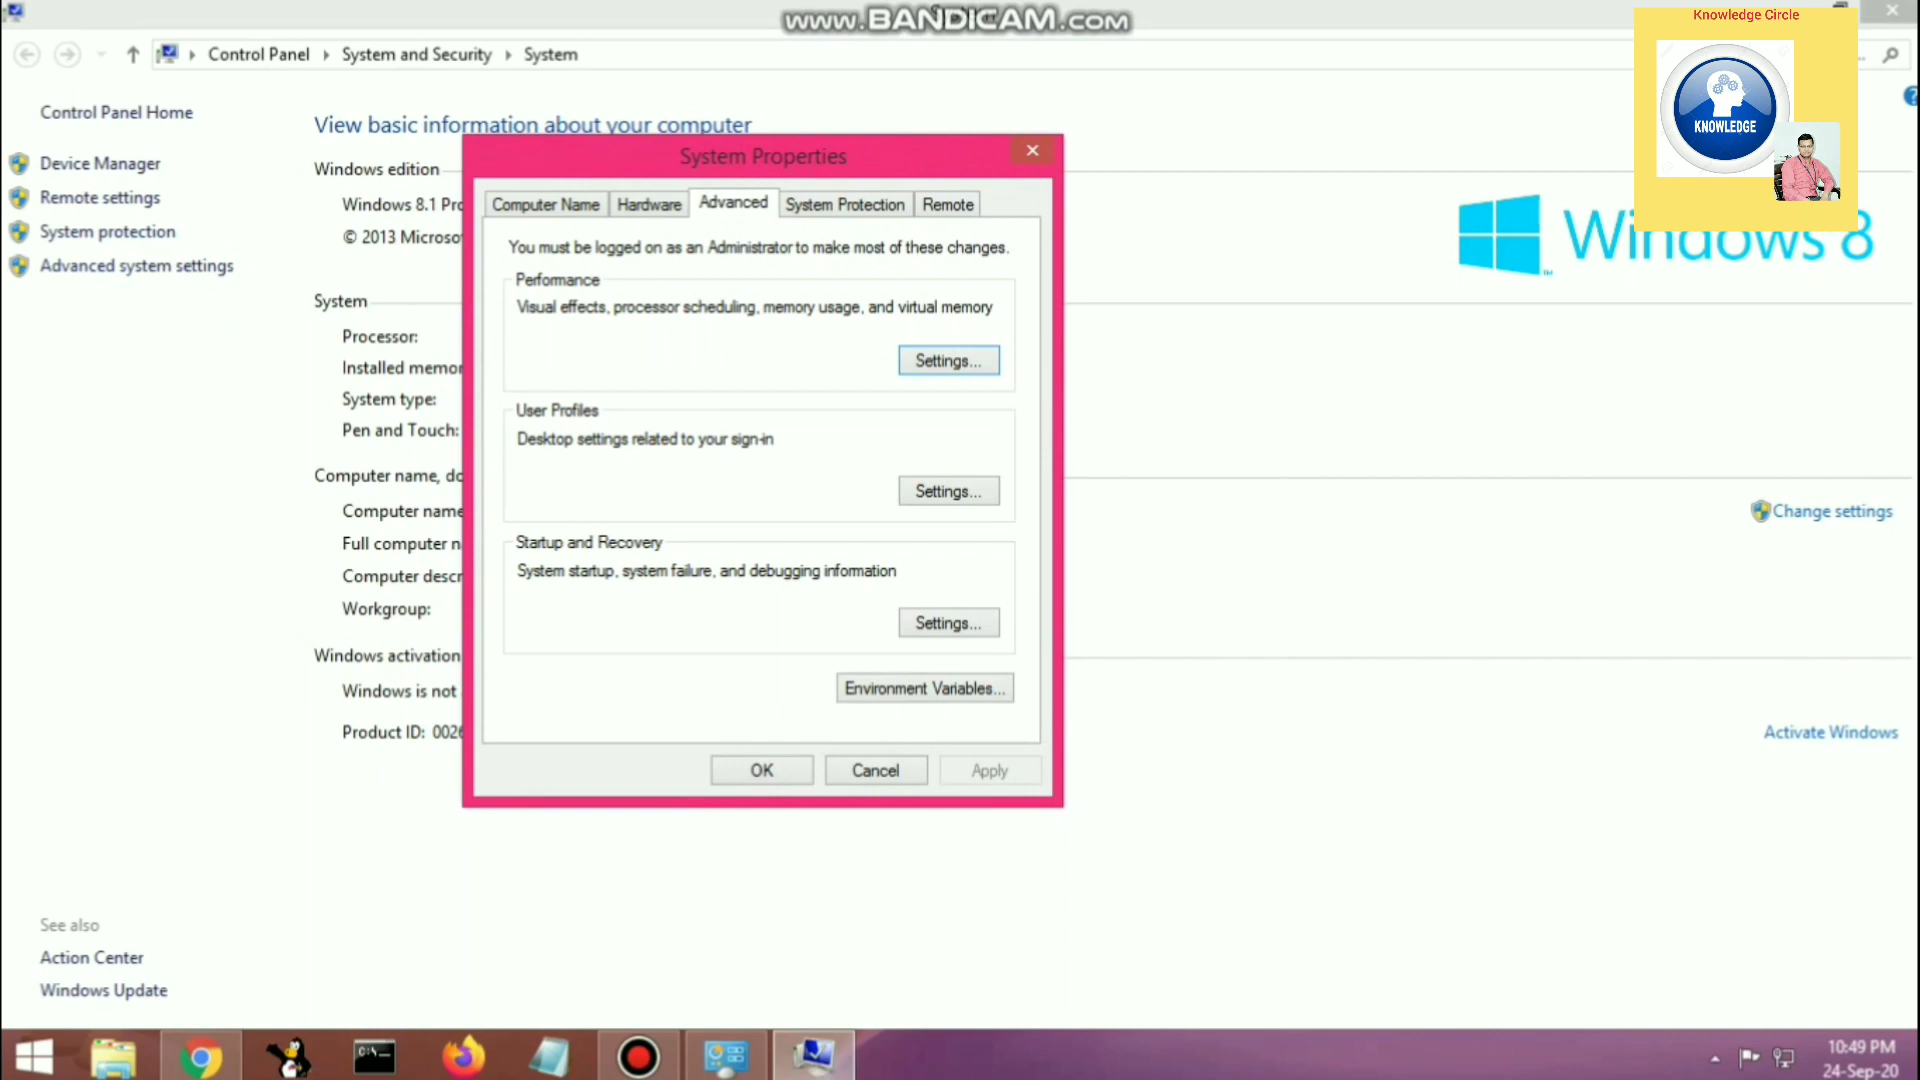 www.BANDICAM.com
Knowledge Circle
KNOWLEDGE
Control Panel
System and Security
System
Control Panel Home
Device Manager
Remote settings
System protection
Advanced system settings
View basic information about your computer
Windows edition
Windows 8.1 Pro
© 2013 Microsof
Windows 8
System
Processor:
Installed memor
System type:
Pen and Touch:
Computer name, do
Computer name
Full computer n
Computer descr
Workgroup:
Change settings
Windows activation
Windows is not
Product ID: 0026
Activate Windows
System Properties
Computer Name
Hardware
Advanced
System Protection
Remote
You must be logged on as an Administrator to make most of these changes.
Performance
Visual effects, processor scheduling, memory usage, and virtual memory
Settings...
User Profiles
Desktop settings related to your sign-in
Settings...
Startup and Recovery
System startup, system failure, and debugging information
Settings...
Environment Variables...
OK
Cancel
Apply
See also
Action Center
Windows Update
10:49 PM
24-Sep-20